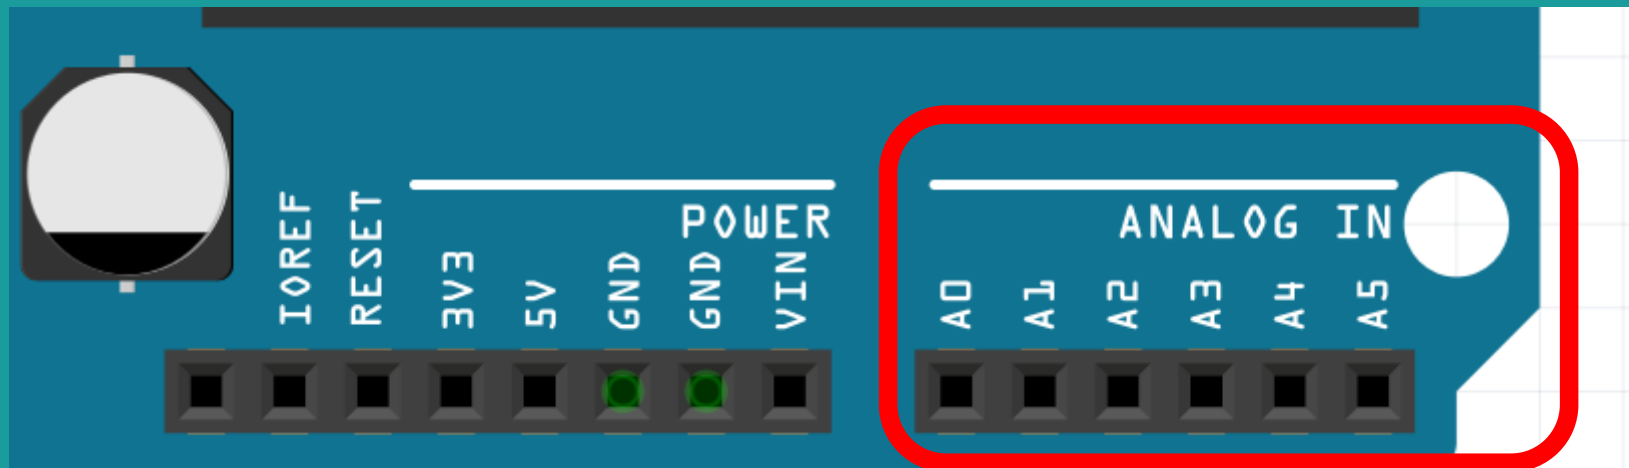 POWER
ANALOG IN
IOREF
RESET
3V3
5V
GND
GND
VIN
A0
A1
A2
A3
A4
A5